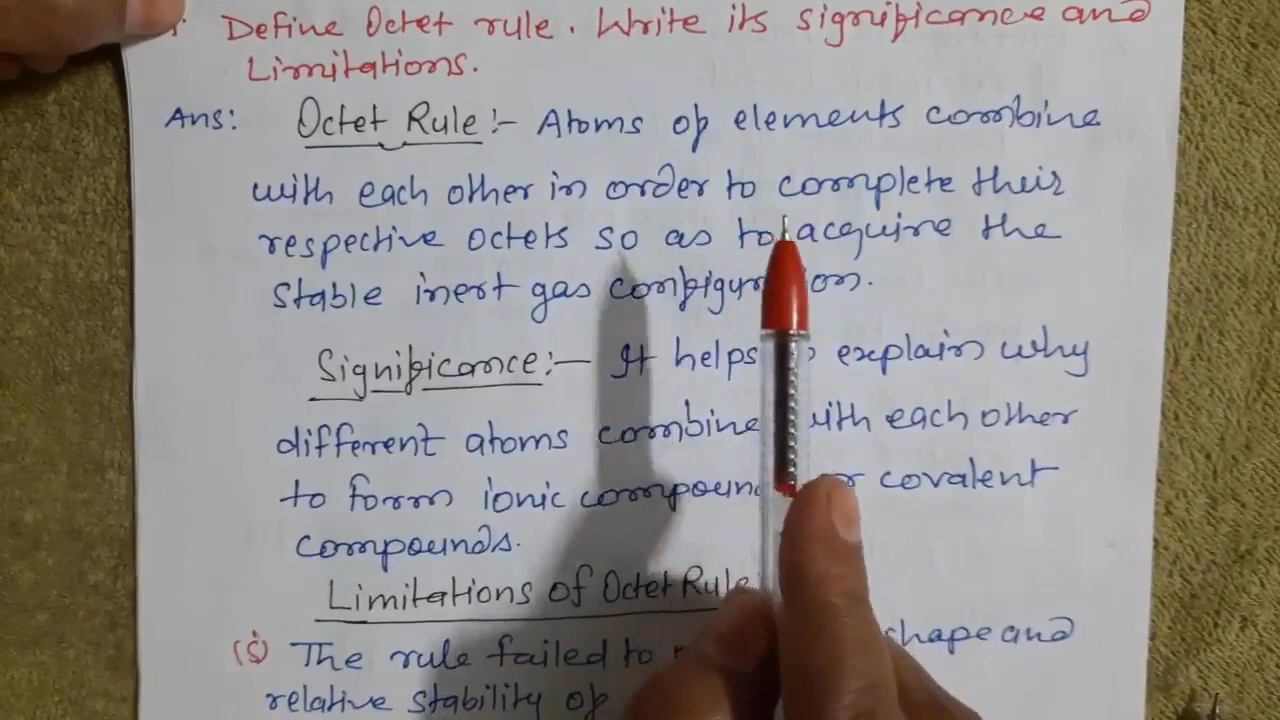 Define Octet rule. Write its significance and
Limitations.
Ans: Octet Rule :- Atoms of elements combine
with each other in order to complete their
respective octets so as to acquire the
stable inert gas configuration.
Significance :- It helps explain why
different atoms combine with each other
to form ionic compound or covalent
compounds.
Limitations of Octet Rule
(i) The rule failed to shape and
relative stability of